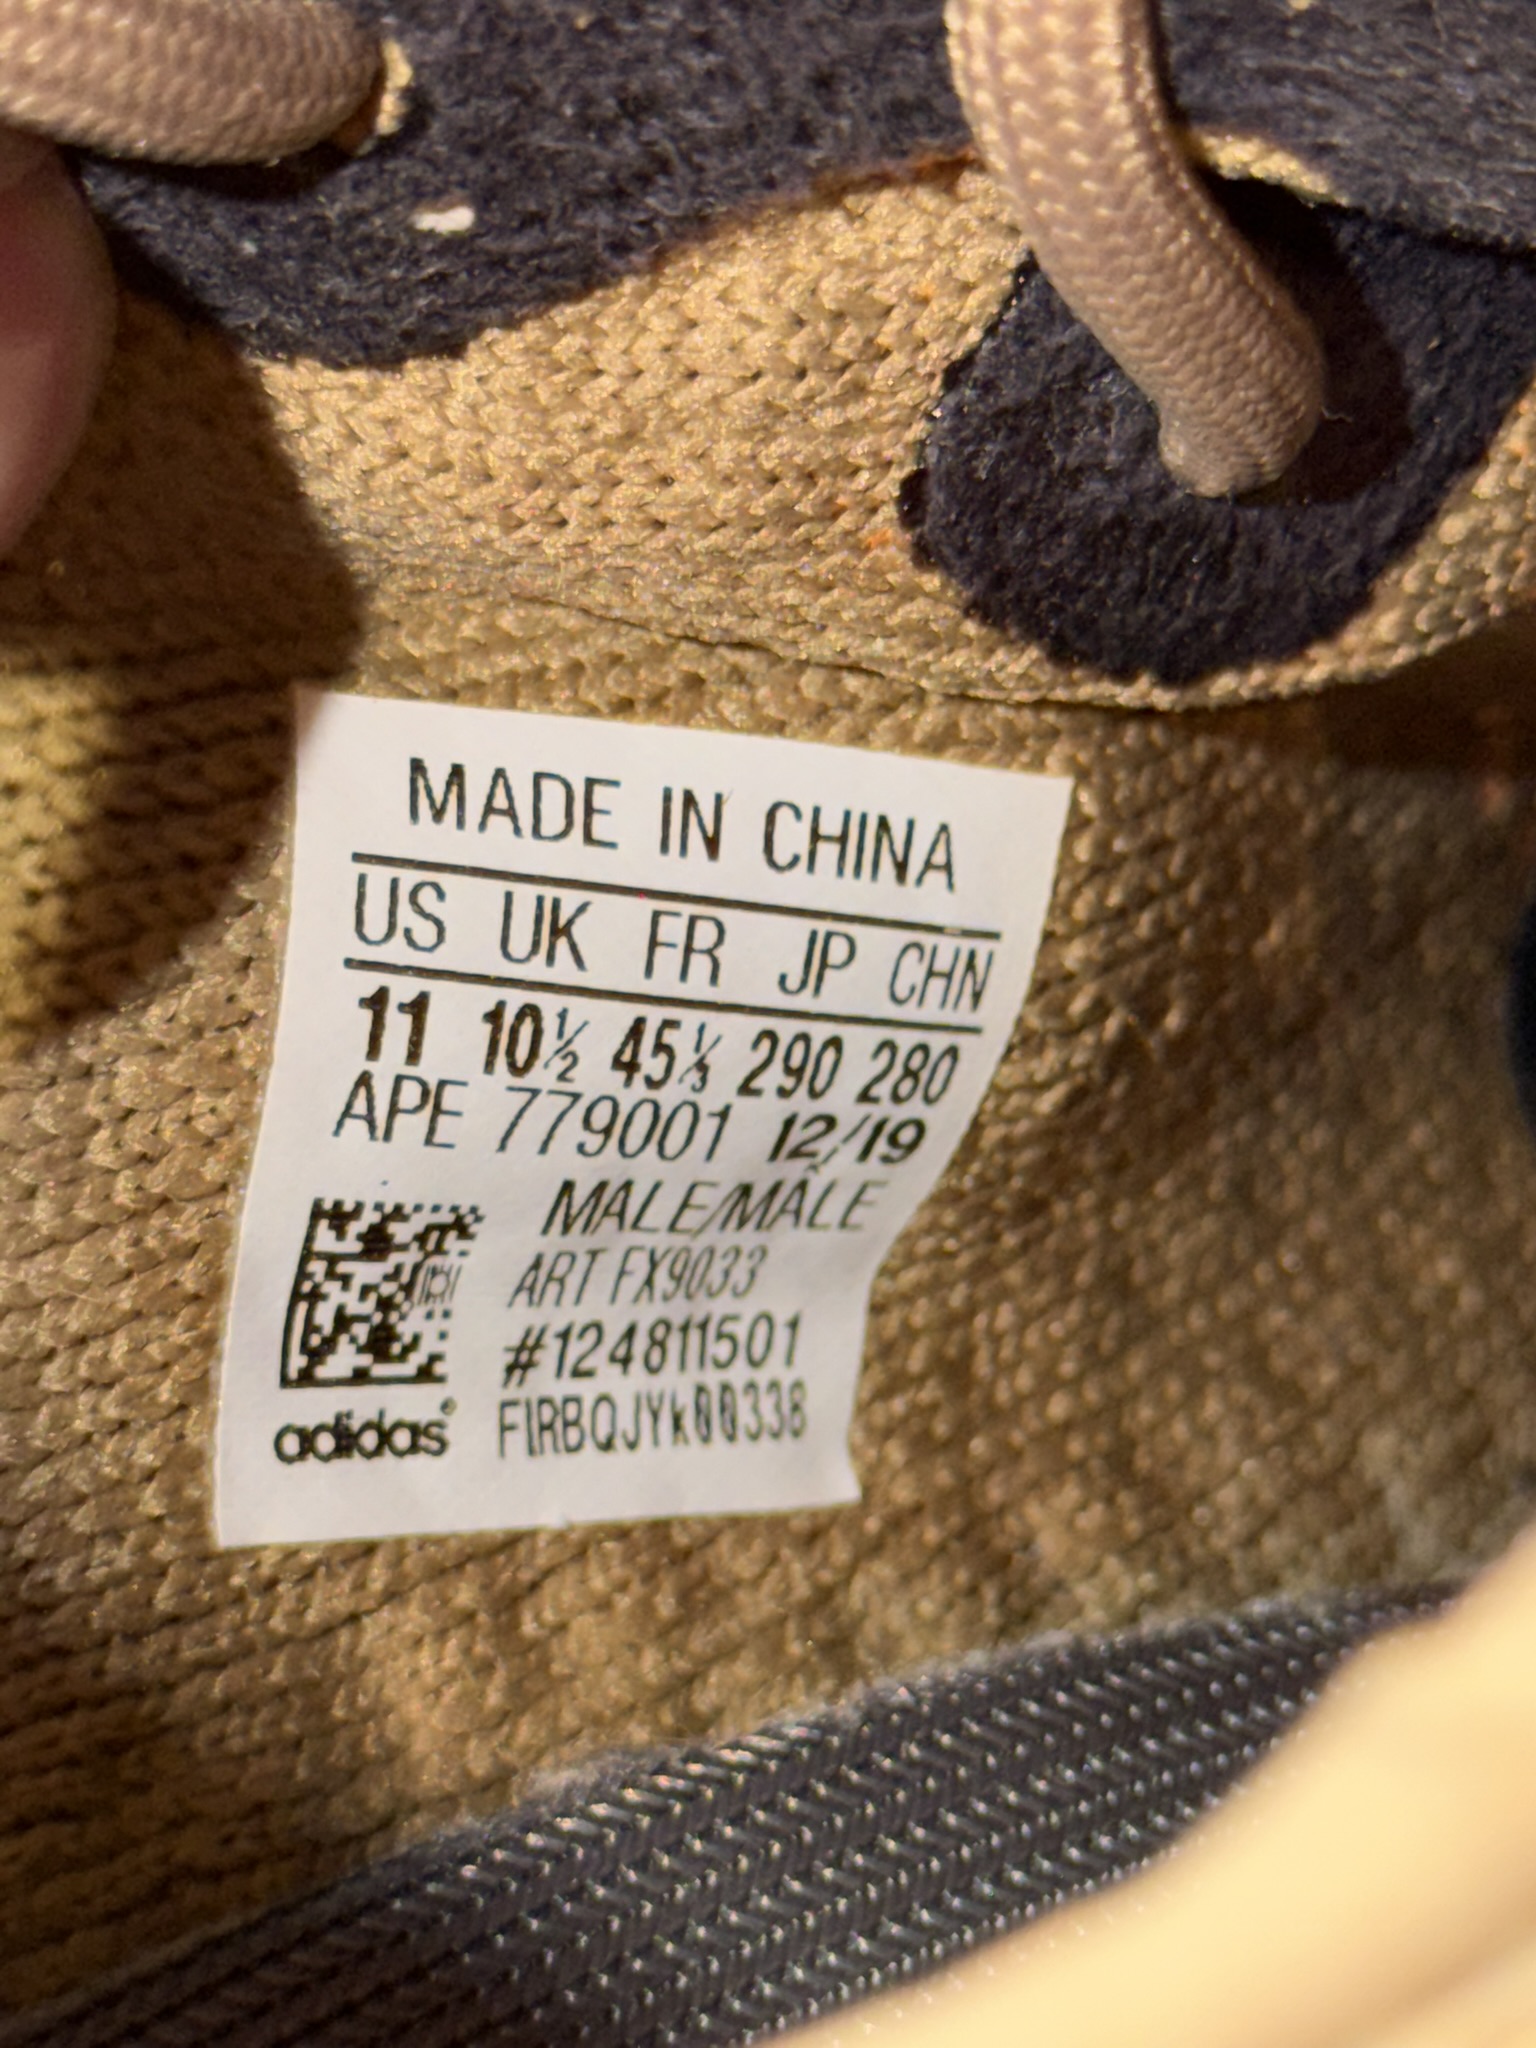 MADE IN CHINA
US UK FR JP CHN
11 10½ 45⅓ 290 280
APE 779001 12/19
MALE/MÂLE
ART FX9033
#124811501
adidas® FIRBQJYk00338